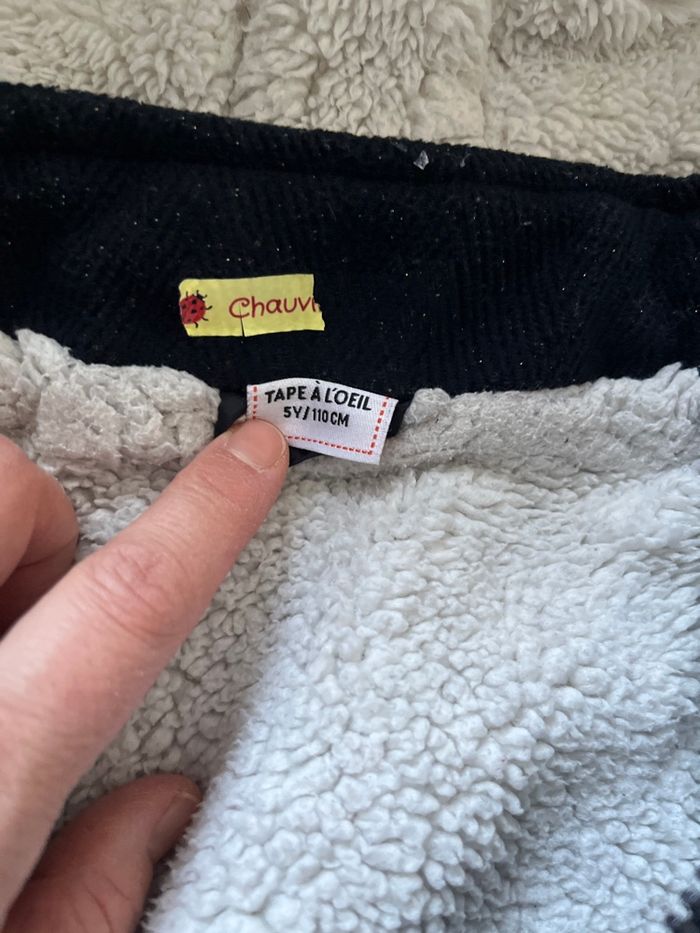 Chauvi
TAPE À L'OEIL
5Y/110CM